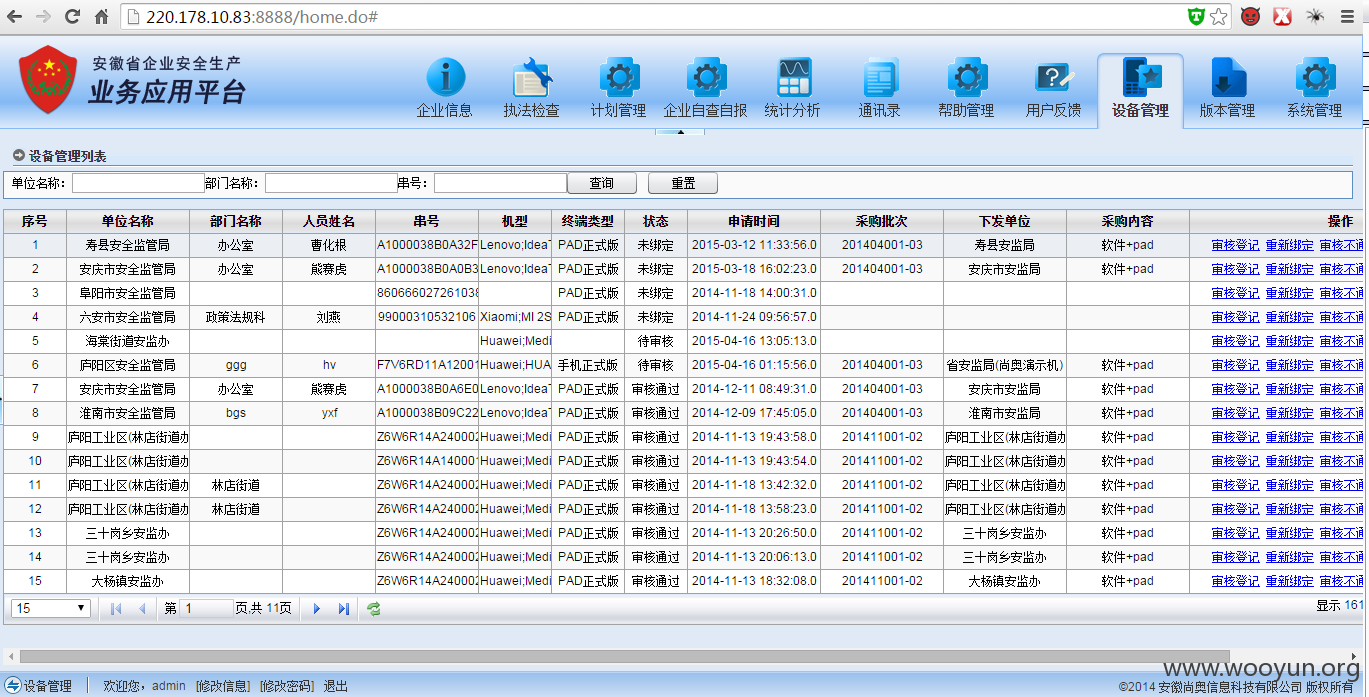 220.178.10.83:8888/home.do#
安徽省企业安全生产
业务应用平台
企业信息 执法检查 计划管理 企业自查自报 统计分析 通讯录 帮助管理 用户反馈 设备管理 版本管理 系统管理
设备管理列表
单位名称： 部门名称： 串号： 查询 重置
序号 单位名称 部门名称 人员姓名 串号 机型 终端类型 状态 申请时间 采购批次 下发单位 采购内容 操作
1 寿县安全监管局 办公室 曹化根 A1000038B0A32F Lenovo;Idea PAD正式版 未绑定 2015-03-12 11:33:56.0 201404001-03 寿县安监局 软件+pad 审核登记 重新绑定 审核不通
2 安庆市安全监管局 办公室 熊赛虎 A1000038B0A0B3 Lenovo;Idea PAD正式版 未绑定 2015-03-18 16:02:23.0 201404001-03 安庆市安监局 软件+pad 审核登记 重新绑定 审核不通
3 阜阳市安全监管局 860666027261038 PAD正式版 未绑定 2014-11-18 14:00:31.0 审核登记 重新绑定 审核不通
4 六安市安全监管局 政策法规科 刘燕 99000310532106 Xiaomi;MI 2S PAD正式版 未绑定 2014-11-24 09:56:57.0 审核登记 重新绑定 审核不通
5 海棠街道安监办 Huawei;Medi 待审核 2015-04-16 13:05:13.0 审核登记 重新绑定 审核不通
6 庐阳区安全监管局 ggg hv F7V6RD11A12001 Huawei;HUA 手机正式版 待审核 2015-04-16 01:15:56.0 201404001-03 省安监局(尚奥演示机) 软件+pad 审核登记 重新绑定 审核不通
7 安庆市安全监管局 办公室 熊赛虎 A1000038B0A6E0 Lenovo;Idea PAD正式版 审核通过 2014-12-11 08:49:31.0 201404001-03 安庆市安监局 软件+pad 审核登记 重新绑定 审核不通
8 淮南市安全监管局 bgs yxf A1000038B09C22 Lenovo;Idea PAD正式版 审核通过 2014-12-09 17:45:05.0 201404001-03 淮南市安监局 软件+pad 审核登记 重新绑定 审核不通
9 庐阳工业区(林店街道办 Z6W6R14A240002 Huawei;Medi PAD正式版 审核通过 2014-11-13 19:43:58.0 201411001-02 庐阳工业区(林店街道办 软件+pad 审核登记 重新绑定 审核不通
10 庐阳工业区(林店街道办 Z6W6R14A140001 Huawei;Medi PAD正式版 审核通过 2014-11-13 19:43:54.0 201411001-02 庐阳工业区(林店街道办 软件+pad 审核登记 重新绑定 审核不通
11 庐阳工业区(林店街道办 林店街道 Z6W6R14A240002 Huawei;Medi PAD正式版 审核通过 2014-11-18 13:42:32.0 201411001-02 庐阳工业区(林店街道办 软件+pad 审核登记 重新绑定 审核不通
12 庐阳工业区(林店街道办 林店街道 Z6W6R14A240002 Huawei;Medi PAD正式版 审核通过 2014-11-18 13:58:23.0 201411001-02 庐阳工业区(林店街道办 软件+pad 审核登记 重新绑定 审核不通
13 三十岗乡安监办 Z6W6R14A240002 Huawei;Medi PAD正式版 审核通过 2014-11-13 20:26:50.0 201411001-02 三十岗乡安监办 软件+pad 审核登记 重新绑定 审核不通
14 三十岗乡安监办 Z6W6R14A240002 Huawei;Medi PAD正式版 审核通过 2014-11-13 20:06:13.0 201411001-02 三十岗乡安监办 软件+pad 审核登记 重新绑定 审核不通
15 大杨镇安监办 Z6W6R14A240002 Huawei;Medi PAD正式版 审核通过 2014-11-13 18:32:08.0 201411001-02 大杨镇安监办 软件+pad 审核登记 重新绑定 审核不通
15 第 1 页,共 11页 显示 161
www.wooyun.org
设备管理 欢迎您，admin [修改信息] [修改密码] 退出 ©2014 安徽尚奥信息科技有限公司 版权所有